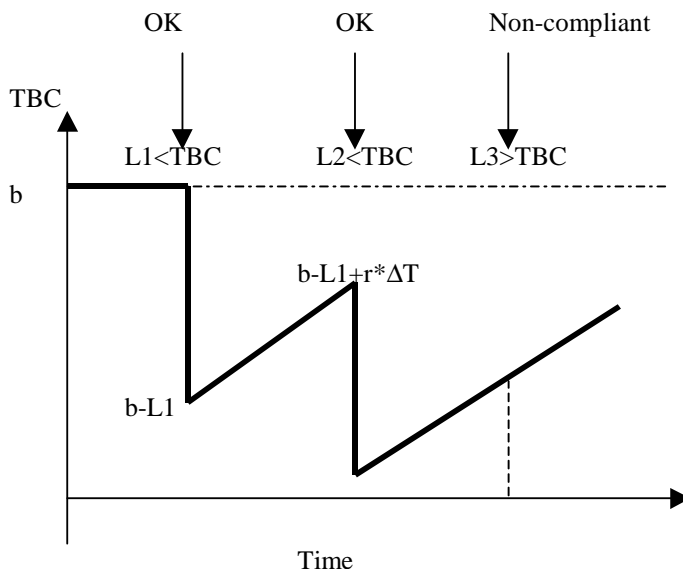 OK OK Non-compliant
TBC
L1<TBC L2<TBC L3>TBC
b
b-L1+r*ΔT
b-L1
Time